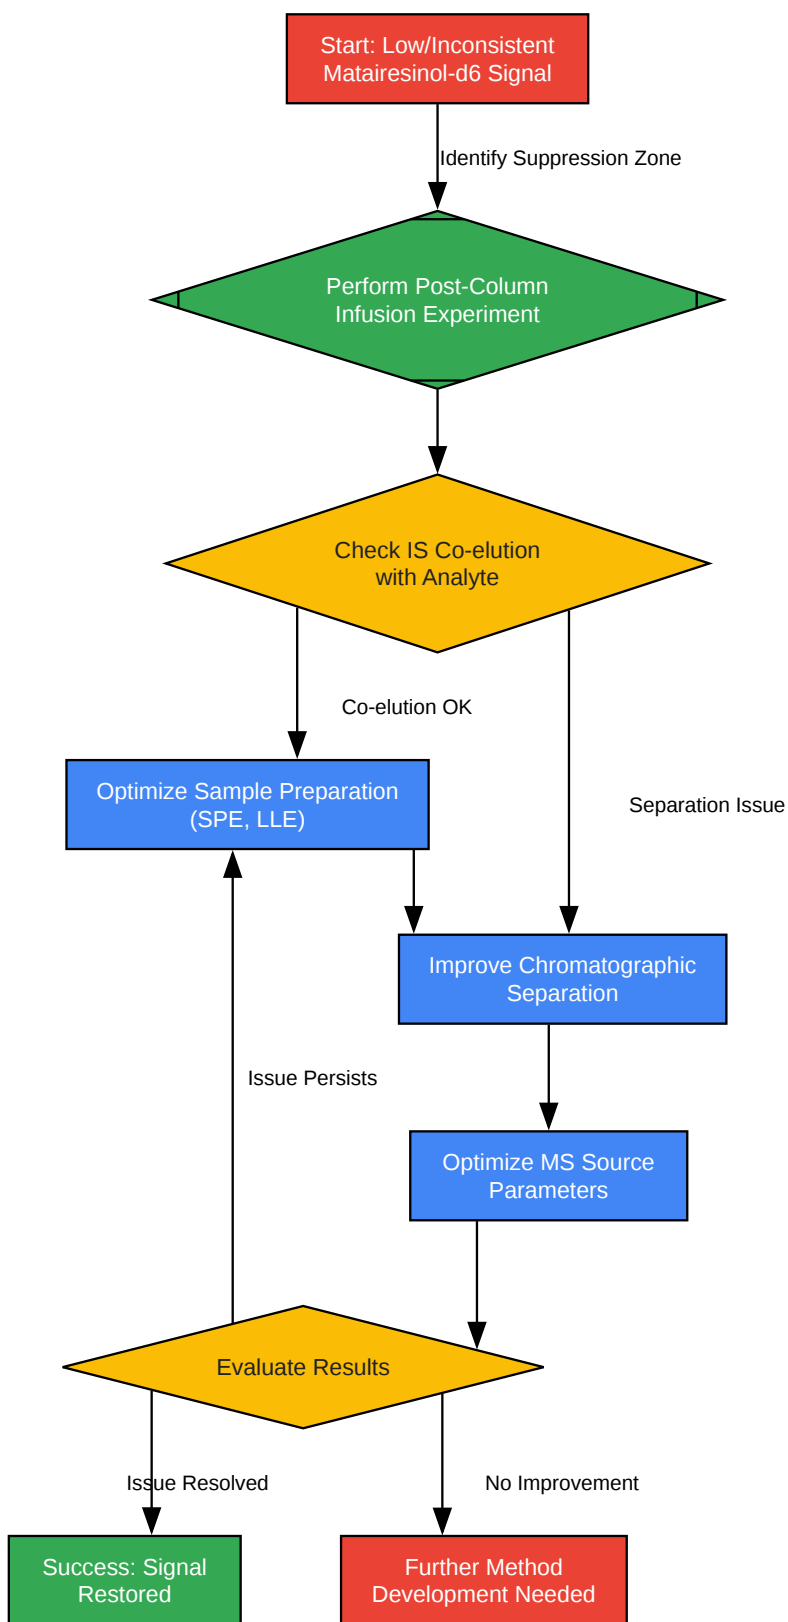 Start: Low/Inconsistent
Matairesinol-d6 Signal
Identify Suppression Zone
Perform Post-Column
Infusion Experiment
Check IS Co-elution
with Analyte
Co-elution OK
Optimize Sample Preparation
(SPE, LLE)
Separation Issue
Improve Chromatographic
Separation
Issue Persists
Optimize MS Source
Parameters
Evaluate Results
Issue Resolved
No Improvement
Success: Signal
Restored
Further Method
Development Needed